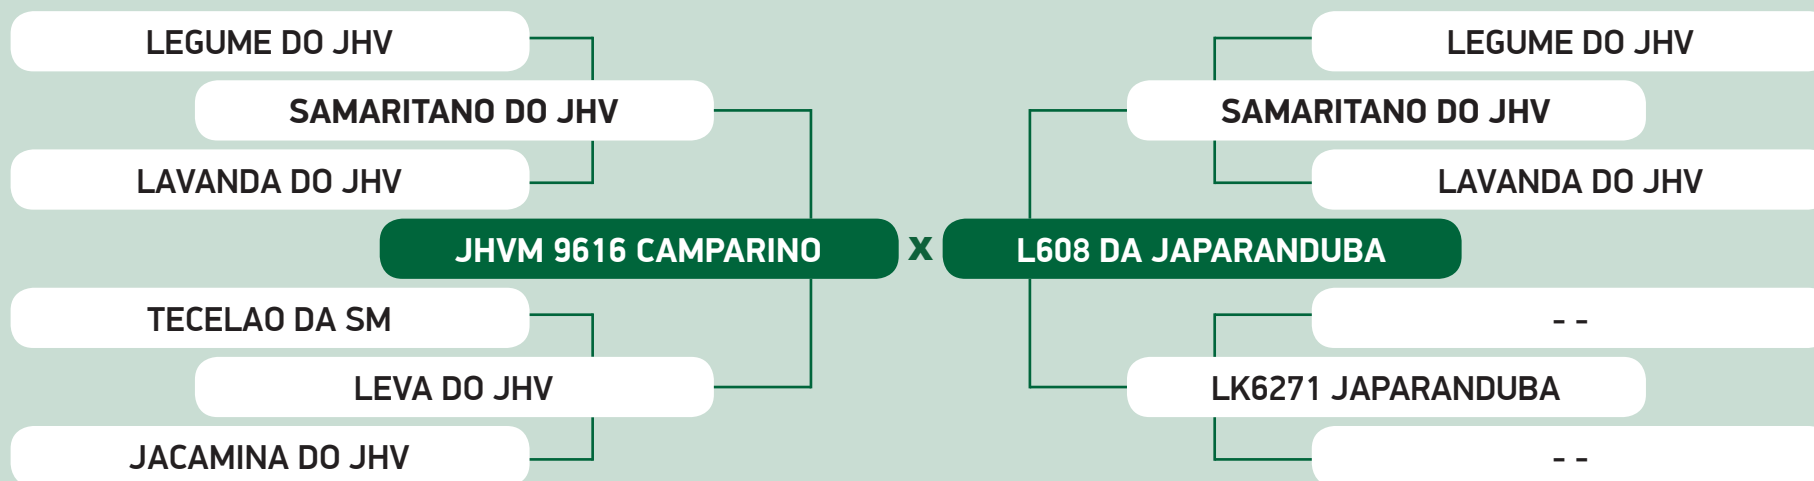 LEGUME DO JHV
LEGUME DO JHV
SAMARITANO DO JHV
SAMARITANO DO JHV
LAVANDA DO JHV
LAVANDA DO JHV
JHVM 9616 CAMPARINO x L608 DA JAPARANDUBA
TECELAO DA SM
- -
LEVA DO JHV
LK6271 JAPARANDUBA
JACAMINA DO JHV
- -